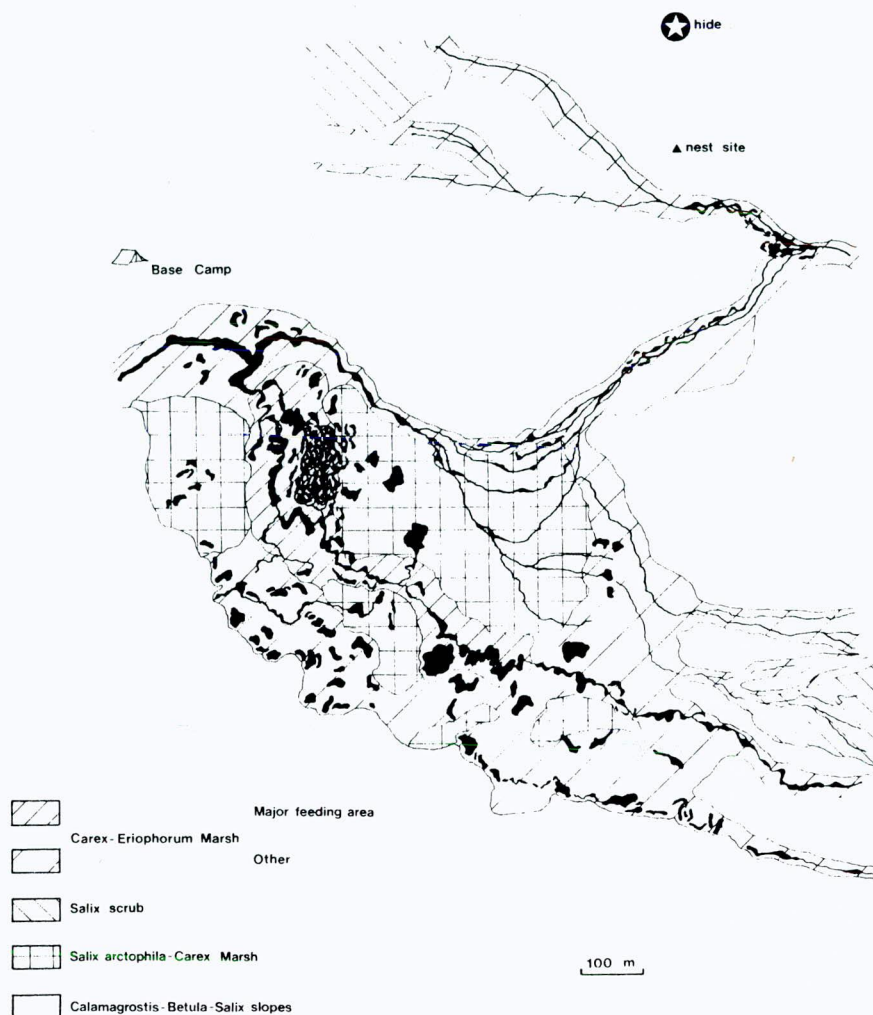 hide
nest site
Base Camp
Major feeding area
Carex-Eriophorum Marsh
Other
Salix scrub
Salix arctophila-Carex Marsh
100 m
Calamagrostis-Betula-Salix slopes